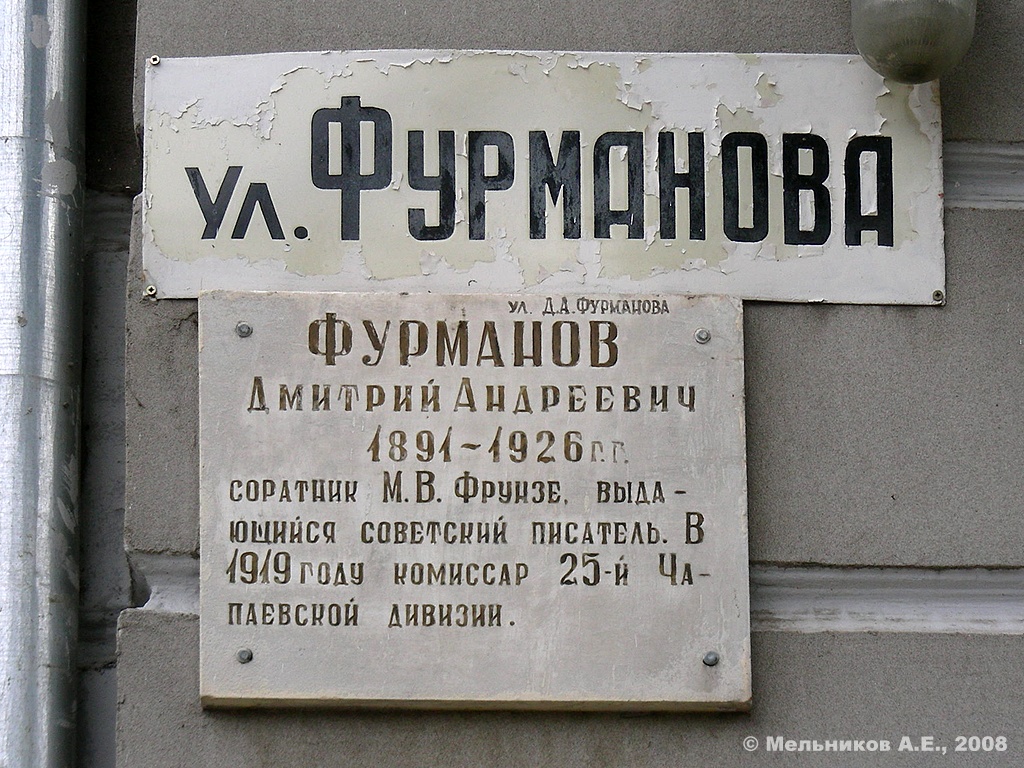 ул. ФУРМАНОВА
ул. Д.А.ФУРМАНОВА
ФУРМАНОВ
ДМИТРИЙ АНДРЕЕВИЧ
1891-1926 г.г.
СОРАТНИК М.В. ФРУНЗЕ, ВЫДА-
ЮЩИЙСЯ СОВЕТСКИЙ ПИСАТЕЛЬ. В
1919 ГОДУ КОМИССАР 25-Й ЧА-
ПАЕВСКОЙ ДИВИЗИИ.
© Мельников А.Е., 2008